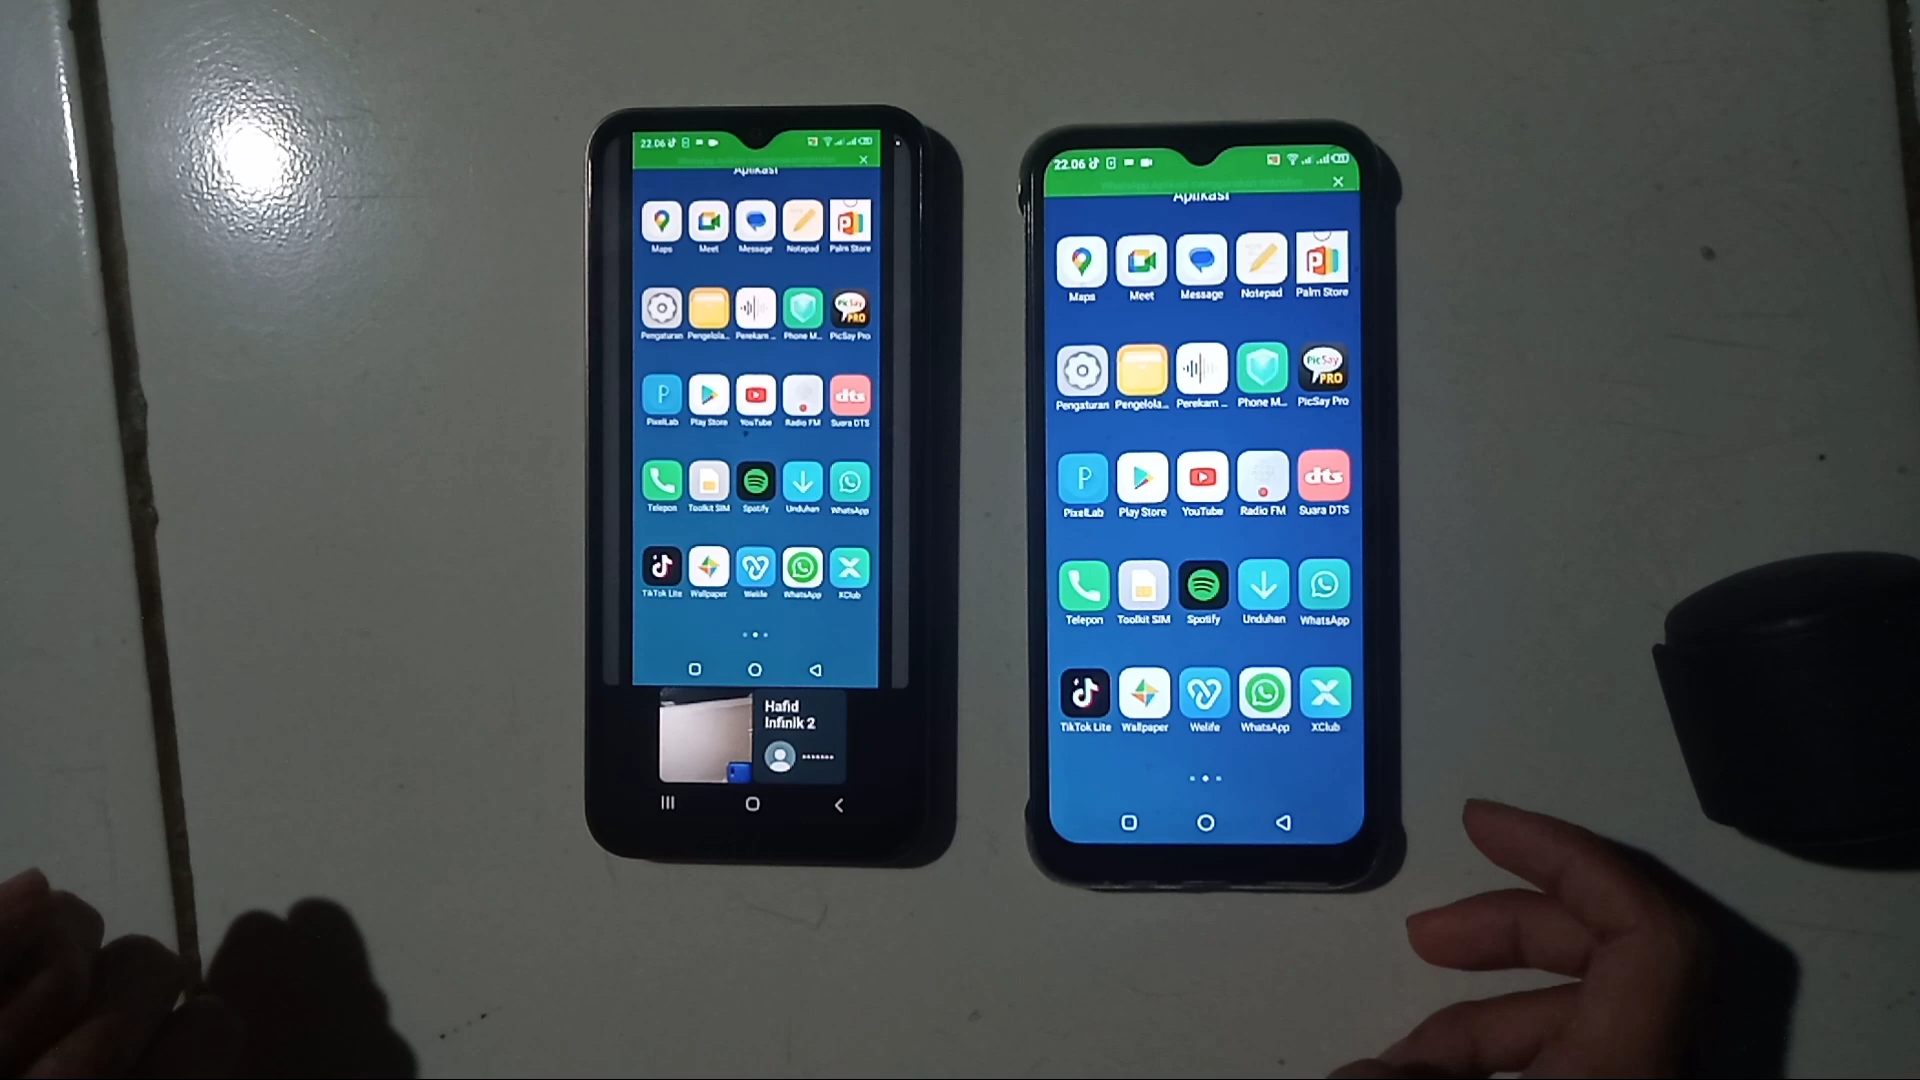 22.06
Aplikasi
Maps Meet Message Notepad Palm Store
Pengaturan Pengelola... Perekam ... Phone M... PicSay Pro
PixelLab Play Store YouTube Radio FM Suara DTS
Telepon Toolkit SIM Spotify Unduhan WhatsApp
TikTok Lite Wallpaper Welife WhatsApp XClub
Hafid
Infinik 2
22.06
Aplikasi
Maps Meet Message Notepad Palm Store
PicSay
PRO
Pengaturan Pengelola... Perekam ... Phone M... PicSay Pro
dts
PixelLab Play Store YouTube Radio FM Suara DTS
Telepon Toolkit SIM Spotify Unduhan WhatsApp
TikTok Lite Wallpaper Welife WhatsApp XClub